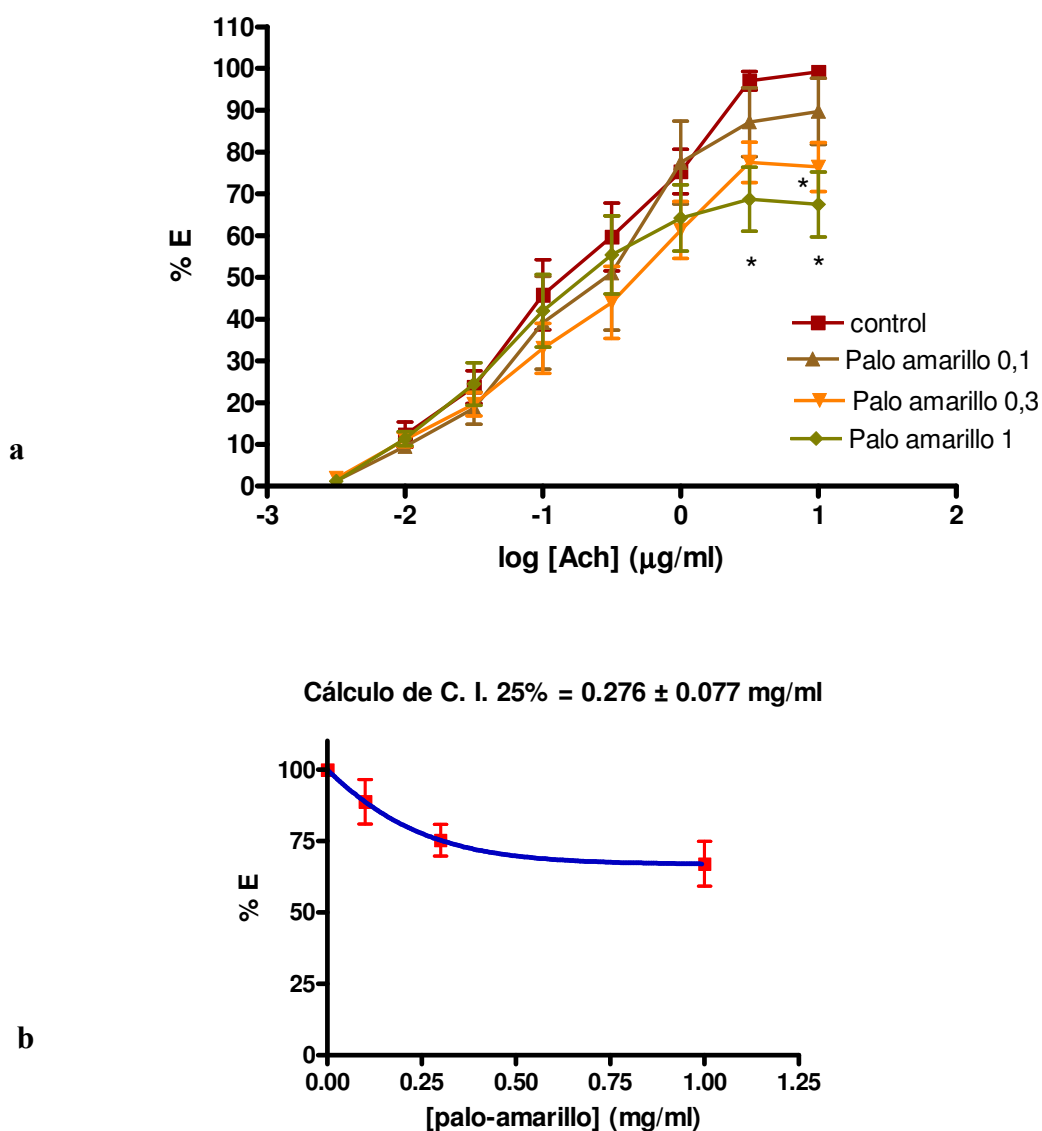 110
100
90
80
70
60
50
40
30
20
10
0
% E
*
*
*
control
Palo amarillo 0,1
Palo amarillo 0,3
Palo amarillo 1
a
-3
-2
-1
0
1
2
log [Ach] (μg/ml)
Cálculo de C. I. 25% = 0.276 ± 0.077 mg/ml
100
75
50
25
0
% E
b
0.00
0.25
0.50
0.75
1.00
1.25
[palo-amarillo] (mg/ml)